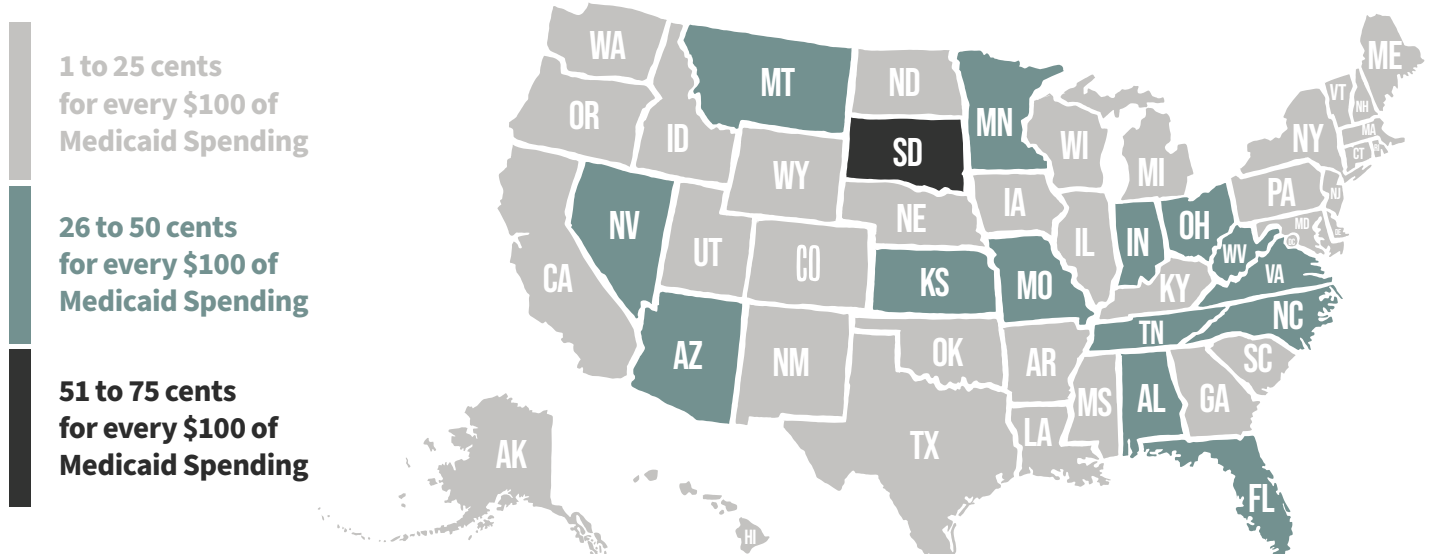 1 to 25 cents
for every $100 of
Medicaid Spending
26 to 50 cents
for every $100 of
Medicaid Spending
51 to 75 cents
for every $100 of
Medicaid Spending
WA
MT
ND
MN
ME
VT
NH
OR
ID
SD
WI
NY
MA
CT
WY
MI
PA
NJ
NV
UT
NE
IA
IL
IN
OH
MD
DE
DC
WV
CA
CO
KS
MO
KY
VA
AZ
NM
OK
AR
TN
NC
SC
TX
LA
MS
AL
GA
AK
HI
FL